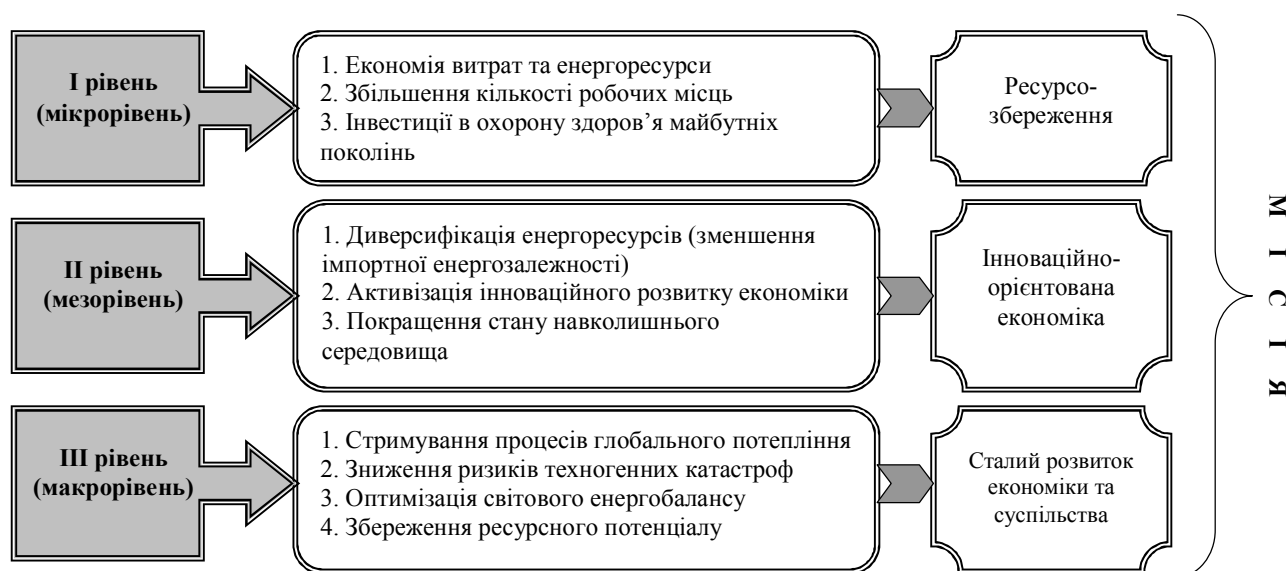 І рівень
(мікрорівень)
1. Економія витрат та енергоресурси
2. Збільшення кількості робочих місць
3. Інвестиції в охорону здоров’я майбутніх
поколінь
Ресурсо-
збереження
ІІ рівень
(мезорівень)
1. Диверсифікація енергоресурсів (зменшення
імпортної енергозалежності)
2. Активізація інноваційного розвитку економіки
3. Покращення стану навколишнього
середовища
Інноваційно-
орієнтована
економіка
ІІІ рівень
(макрорівень)
1. Стримування процесів глобального потепління
2. Зниження ризиків техногенних катастроф
3. Оптимізація світового енергобалансу
4. Збереження ресурсного потенціалу
Сталий розвиток
економіки та
суспільства
М І С І Я